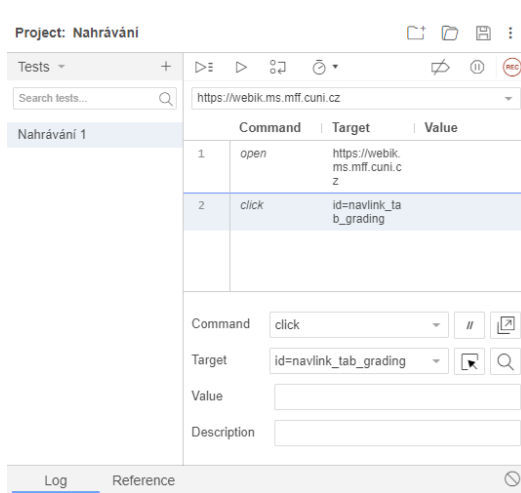 Project: Nahrávání
Tests
Search tests...
Nahrávání 1
REC
https://webik.ms.mff.cuni.cz
Command Target Value
1 open https://webik.
ms.mff.cuni.c
z
2 click id=navlink_ta
b_grading
Command click //
Target id=navlink_tab_grading
Value
Description
Log Reference